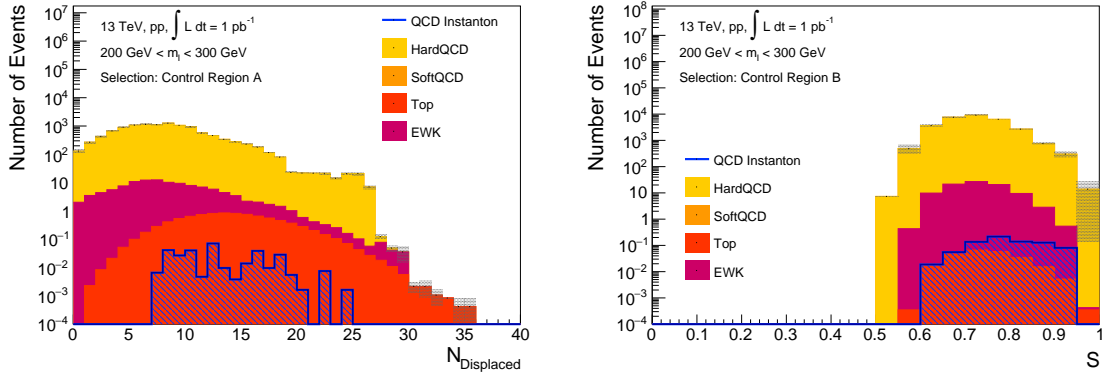 Number of Events
13 TeV, pp, ∫ L dt = 1 pb⁻¹
200 GeV < m_I < 300 GeV
Selection: Control Region A
QCD Instanton
HardQCD
SoftQCD
Top
EWK
10⁷
10⁶
10⁵
10⁴
10³
10²
10
1
10⁻¹
10⁻²
10⁻³
10⁻⁴
0 5 10 15 20 25 30 35 40
N_Displaced
Number of Events
13 TeV, pp, ∫ L dt = 1 pb⁻¹
200 GeV < m_I < 300 GeV
Selection: Control Region B
QCD Instanton
HardQCD
SoftQCD
Top
EWK
10⁸
10⁷
10⁶
10⁵
10⁴
10³
10²
10
1
10⁻¹
10⁻²
10⁻³
10⁻⁴
0 0.1 0.2 0.3 0.4 0.5 0.6 0.7 0.8 0.9 1
S